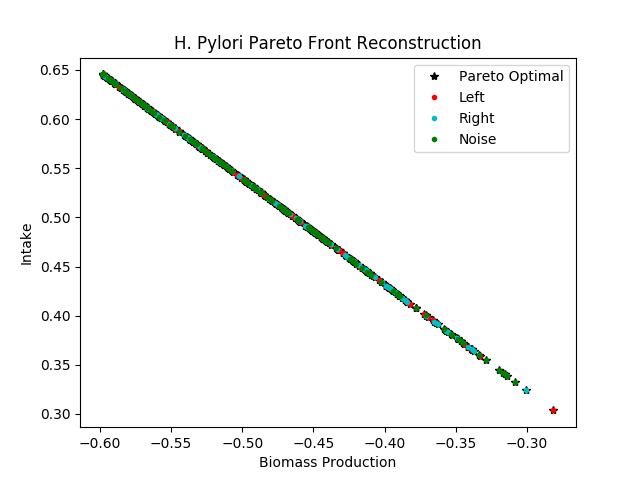 H. Pylori Pareto Front Reconstruction
Pareto Optimal
Left
Right
Noise
0.65
0.60
0.55
0.50
0.45
0.40
0.35
0.30
Intake
−0.60
−0.55
−0.50
−0.45
−0.40
−0.35
−0.30
Biomass Production